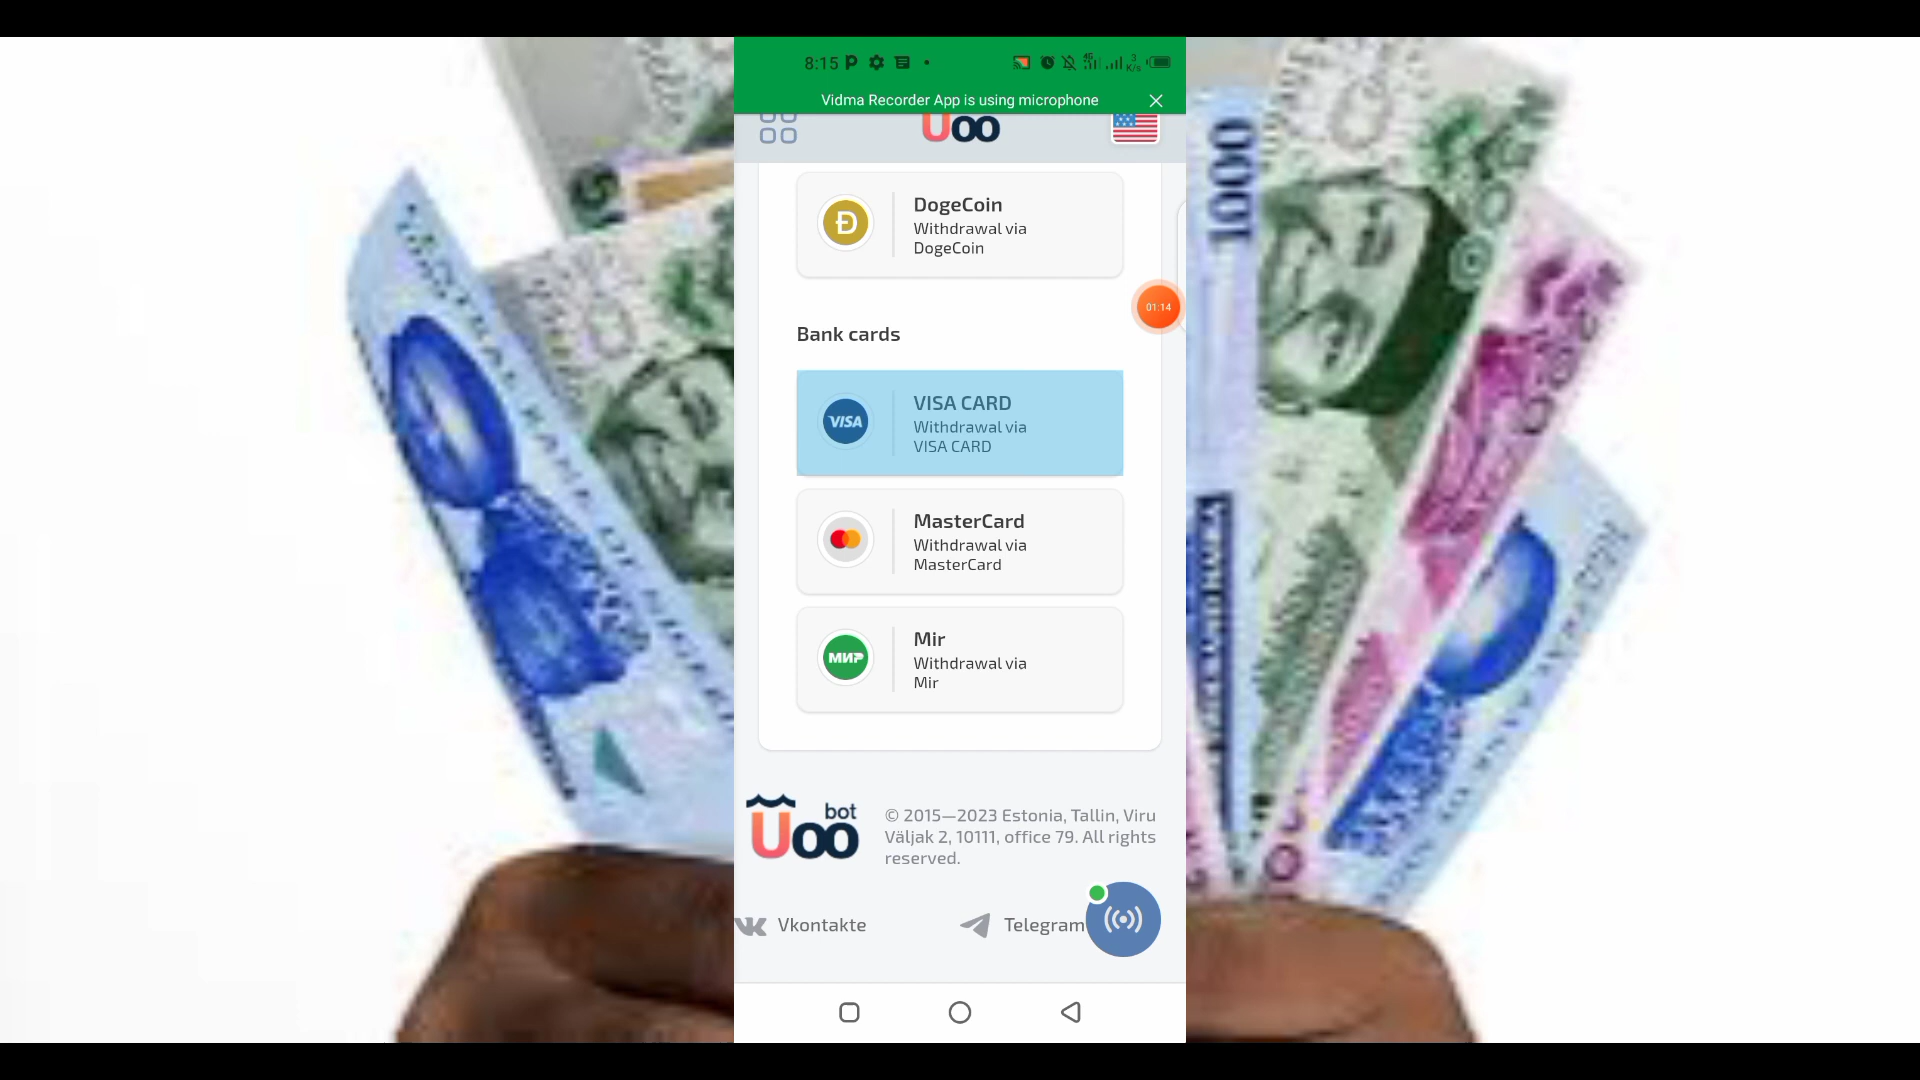 8:15
3
K/s
Vidma Recorder App is using microphone
Uoo
DogeCoin
Withdrawal via
DogeCoin
01:14
Bank cards
VISA
VISA CARD
Withdrawal via
VISA CARD
MasterCard
Withdrawal via
MasterCard
МИР
Mir
Withdrawal via
Mir
Uoo bot
© 2015—2023 Estonia, Tallin, Viru
Väljak 2, 10111, office 79. All rights
reserved.
Vkontakte
Telegram
1000